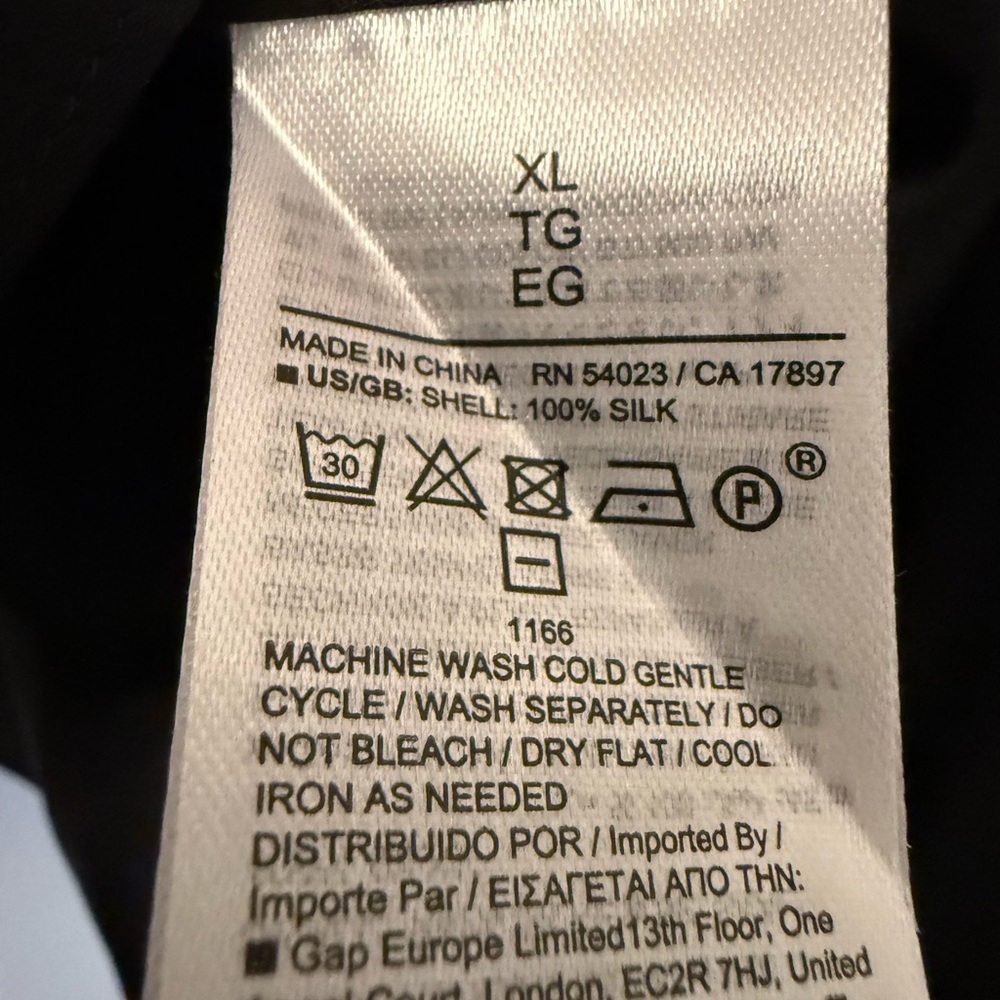 XL
TG
EG
MADE IN CHINA RN 54023 / CA 17897
■ US/GB: SHELL: 100% SILK
30 P ®
1166
MACHINE WASH COLD GENTLE
CYCLE / WASH SEPARATELY / DO
NOT BLEACH / DRY FLAT / COOL
IRON AS NEEDED
DISTRIBUIDO POR / Imported By /
Importe Par / ΕΙΣΑΓΕΤΑΙ ΑΠΟ ΤΗΝ:
■ Gap Europe Limited13th Floor, One
Court, London, EC2R 7HJ, United